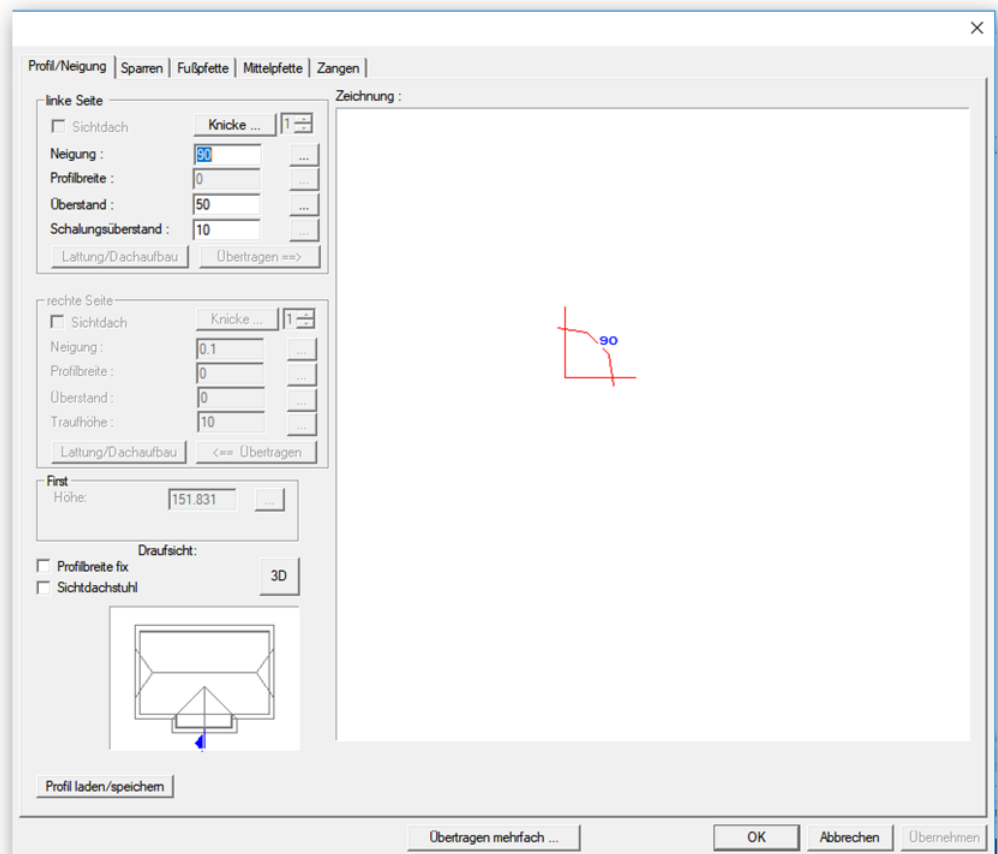 Profil/Neigung Sparren Fußpfette Mittelpfette Zangen
linke Seite
Sichtdach Knicke ... 1
Neigung : 90 ...
Profilbreite : 0 ...
Überstand : 50 ...
Schalungsüberstand : 10 ...
Lattung/Dachaufbau Übertragen ==>
rechte Seite
Sichtdach Knicke ... 1
Neigung : 0.1 ...
Profilbreite : 0 ...
Überstand : 0 ...
Traufhöhe : 10 ...
Lattung/Dachaufbau <== Übertragen
First
Höhe: 151.831 ...
Draufsicht:
Profilbreite fix
Sichtdachstuhl
3D
Profil laden/speichern
Zeichnung :
90
Übertragen mehrfach ... OK Abbrechen Übernehmen